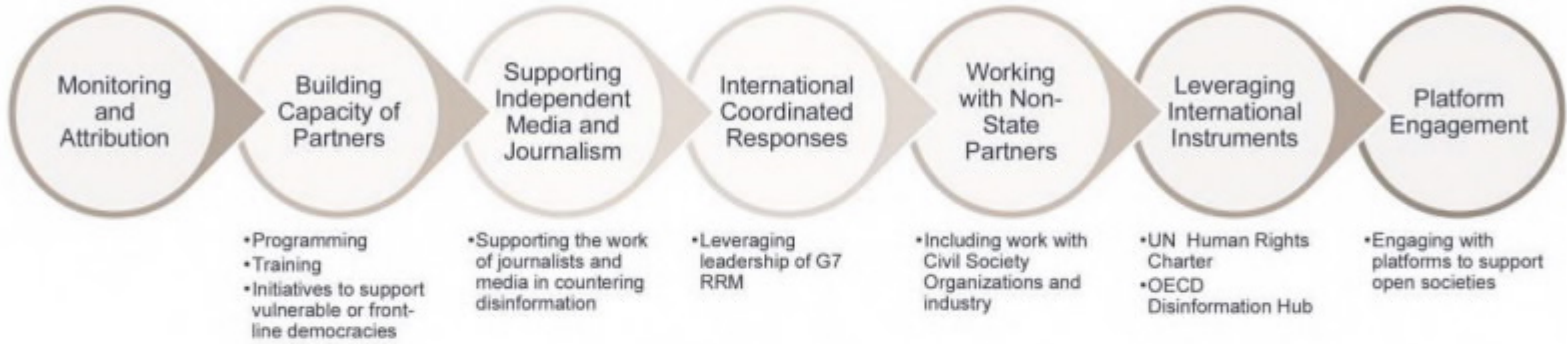 Monitoring
and
Attribution
Building
Capacity of
Partners
•Programming
•Training
•Initiatives to support
vulnerable or front-
line democracies
Supporting
Independent
Media and
Journalism
•Supporting the work
of journalists and
media in countering
disinformation
International
Coordinated
Responses
•Leveraging
leadership of G7
RRM
Working
with Non-
State
Partners
•Including work with
Civil Society
Organizations and
industry
Leveraging
International
Instruments
•UN Human Rights
Charter
•OECD
Disinformation Hub
Platform
Engagement
•Engaging with
platforms to support
open societies